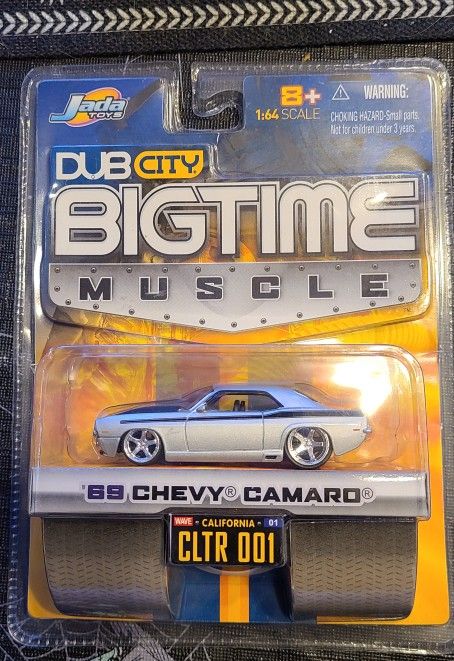 Jada
TOYS
8+
1:64 SCALE
⚠ WARNING:
CHOKING HAZARD-Small parts.
Not for children under 3 years.
DUB CITY
BIGTIME
MUSCLE
'69 CHEVY® CAMARO®
WAVE CALIFORNIA 01
CLTR 001